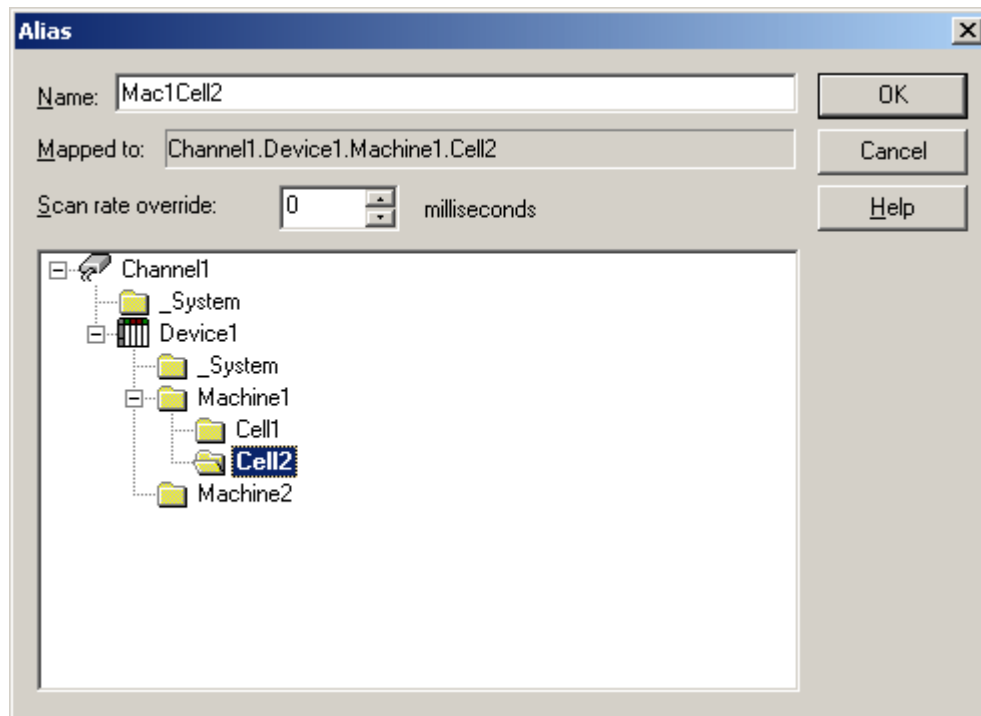 Alias
Name: Mac1Cell2
OK
Mapped to: Channel1.Device1.Machine1.Cell2
Cancel
Scan rate override: 0 milliseconds
Help
Channel1
_System
Device1
_System
Machine1
Cell1
Cell2
Machine2